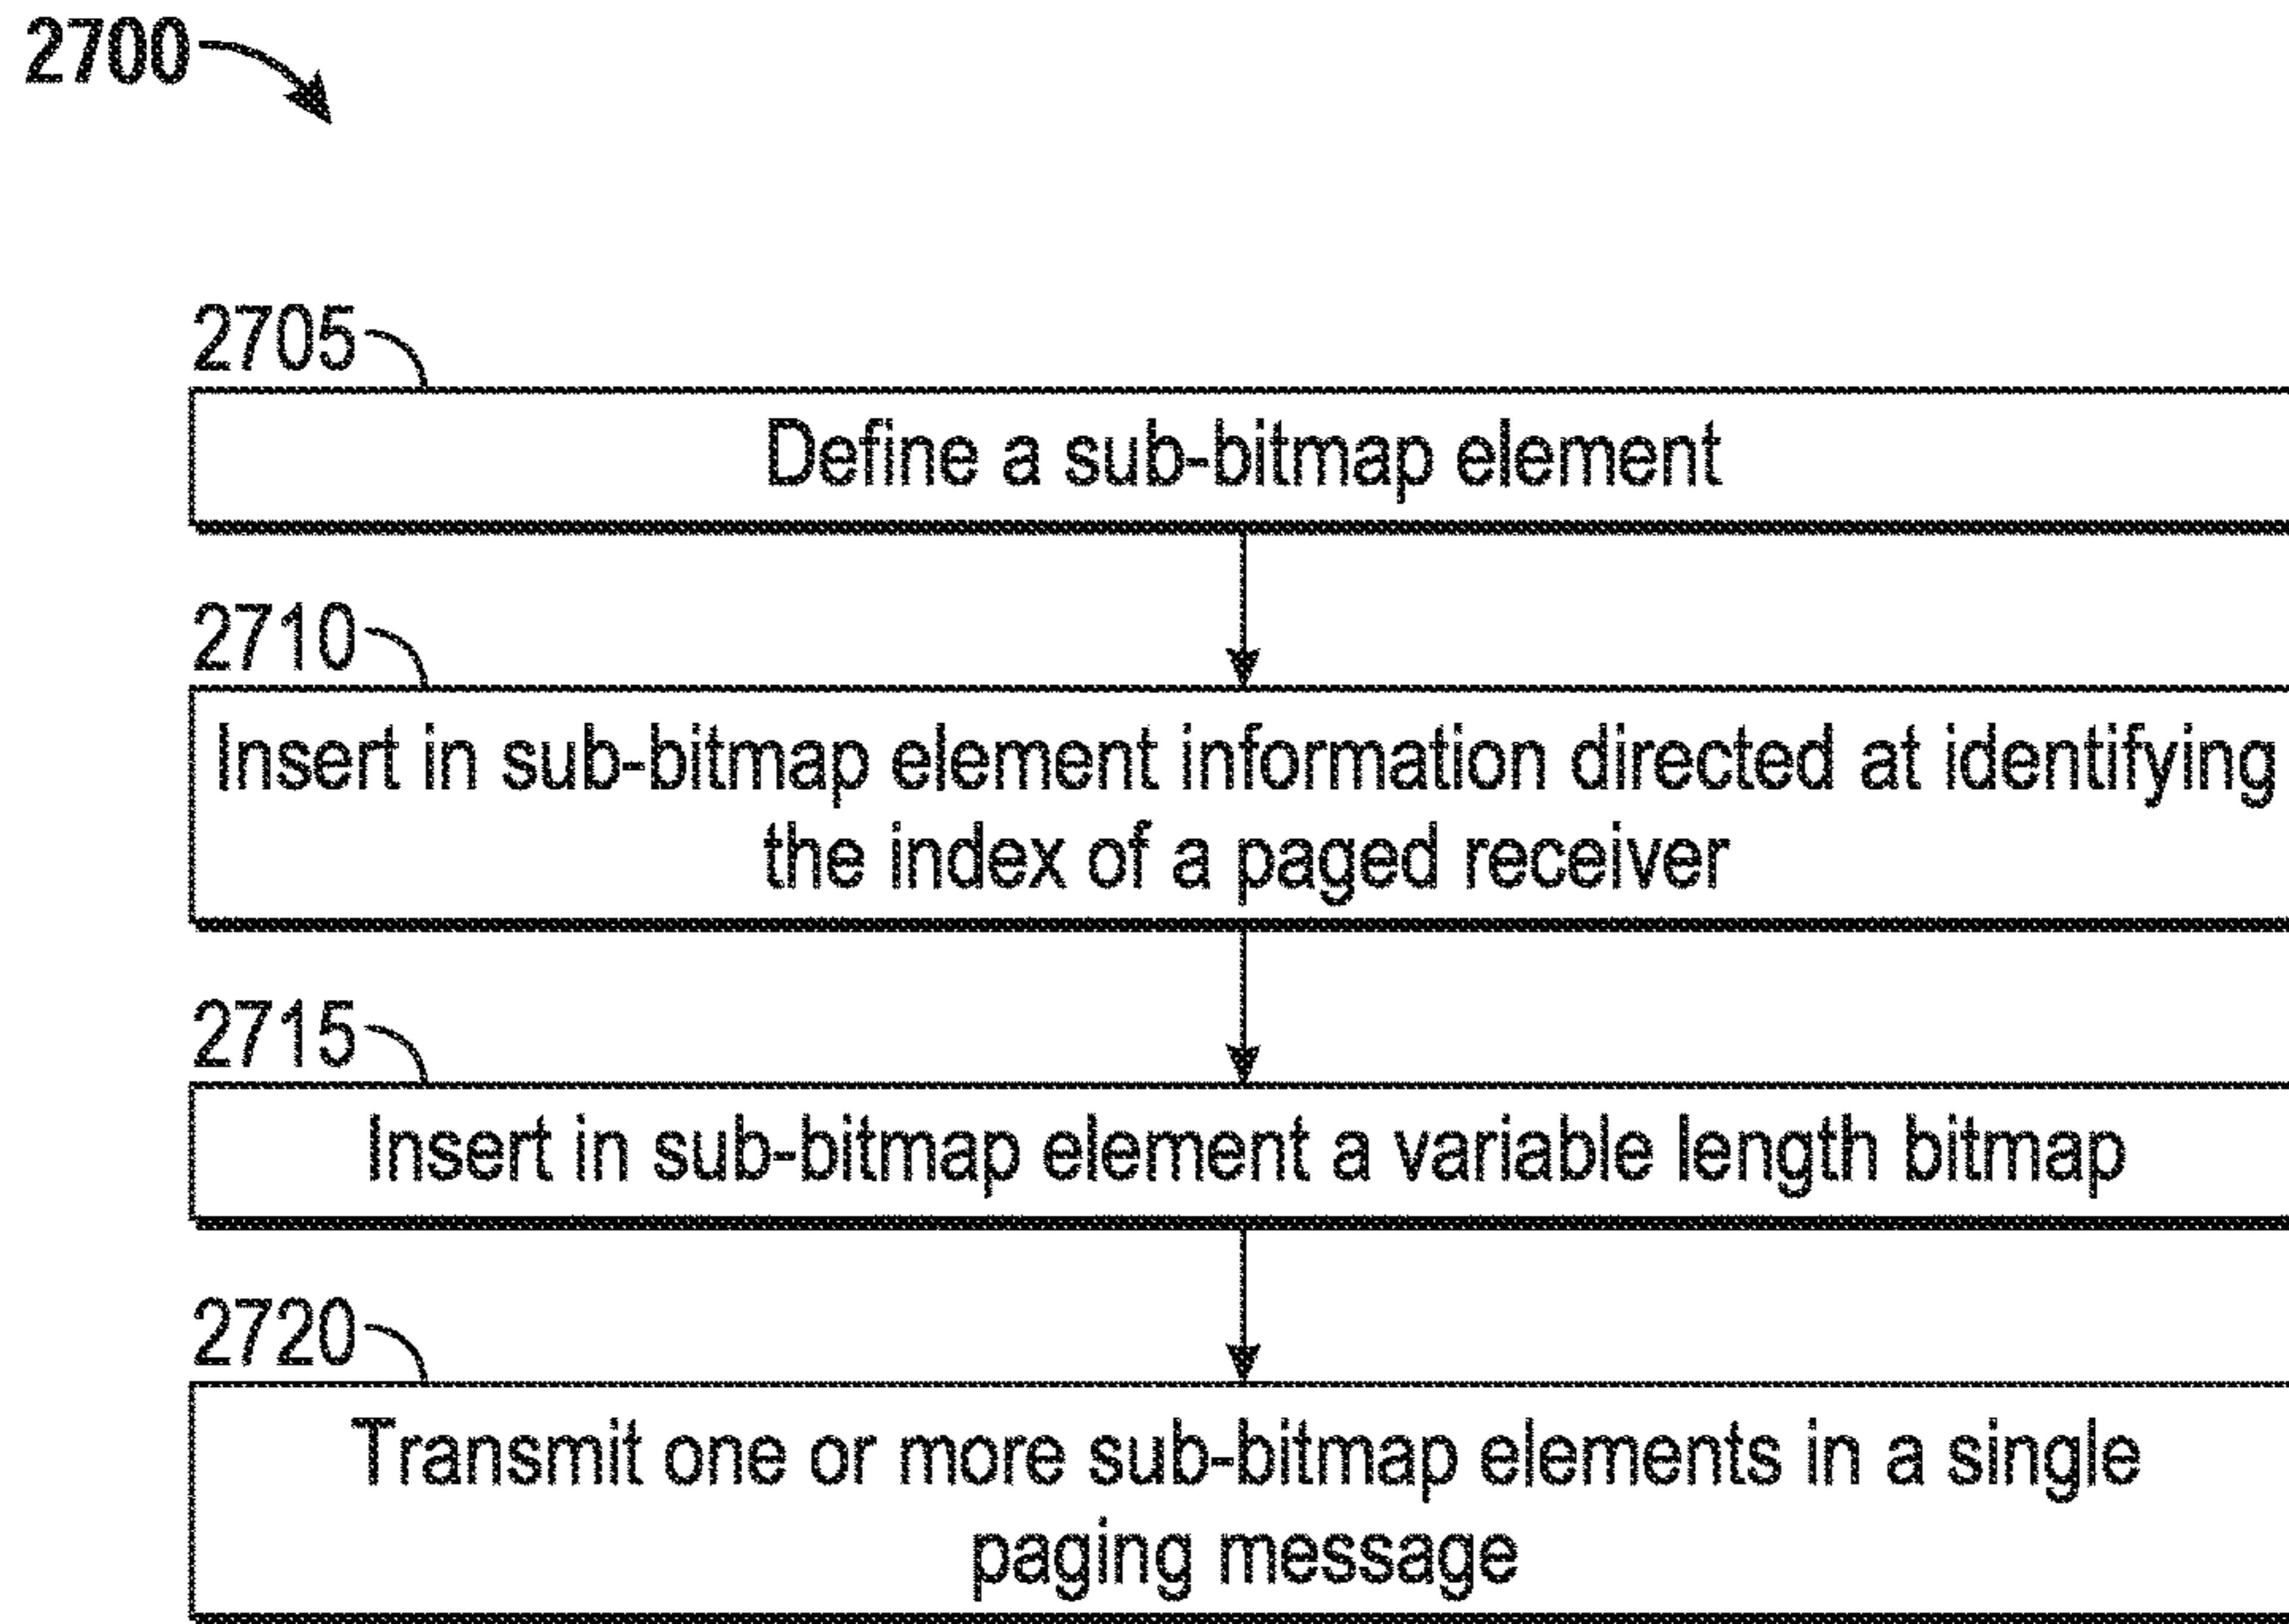 2700
2705
Define a sub-bitmap element
2710
Insert in sub-bitmap element information directed at identifying
the index of a paged receiver
2715
Insert in sub-bitmap element a variable length bitmap
2720
Transmit one or more sub-bitmap elements in a single
paging message